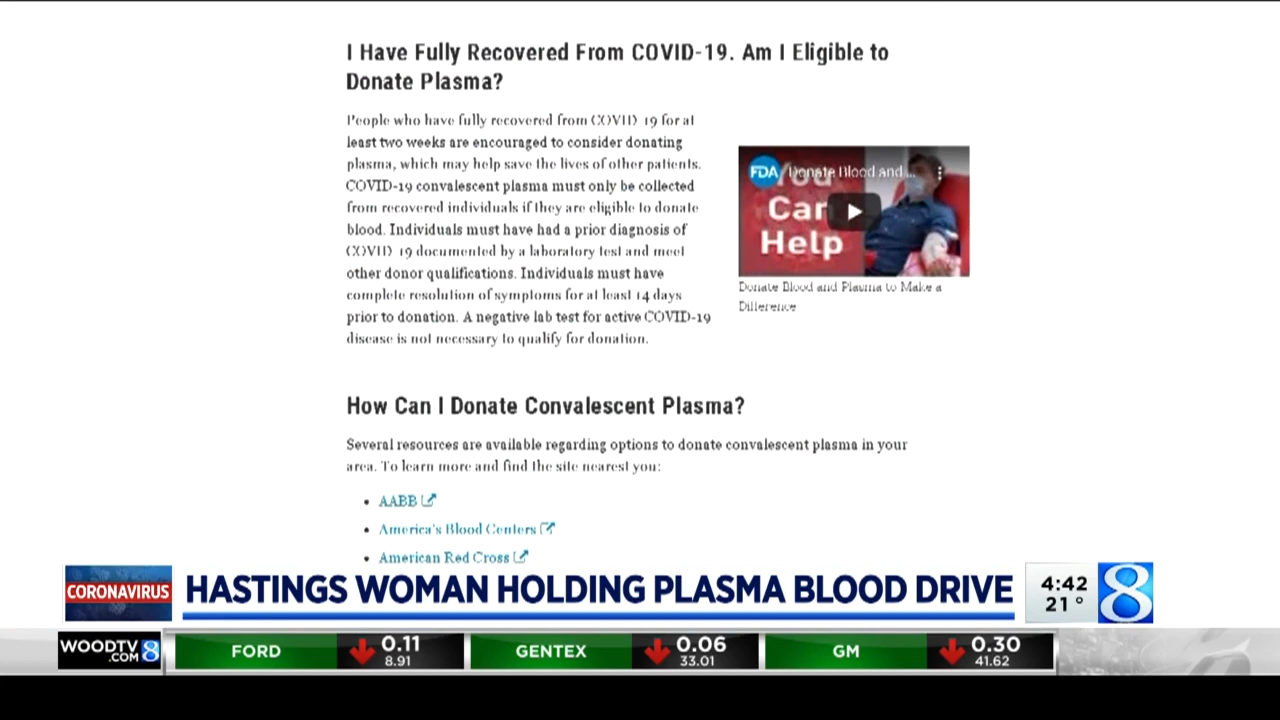 I Have Fully Recovered From COVID-19. Am I Eligible to
Donate Plasma?
People who have fully recovered from COVID-19 for at
least two weeks are encouraged to consider donating
plasma, which may help save the lives of other patients.
COVID-19 convalescent plasma must only be collected
from recovered individuals if they are eligible to donate
blood. Individuals must have had a prior diagnosis of
COVID-19 documented by a laboratory test and meet
other donor qualifications. Individuals must have
complete resolution of symptoms for at least 14 days
prior to donation. A negative lab test for active COVID-19
disease is not necessary to qualify for donation.
FDA
Donate Blood and ...
You
Can
Help
Donate Blood and Plasma to Make a
Difference
How Can I Donate Convalescent Plasma?
Several resources are available regarding options to donate convalescent plasma in your
area. To learn more and find the site nearest you:
• AABB
• America's Blood Centers
• American Red Cross
CORONAVIRUS
HASTINGS WOMAN HOLDING PLASMA BLOOD DRIVE
4:42
21°
8
WOODTV
.COM 8
FORD
0.11
8.91
GENTEX
0.06
33.01
GM
0.30
41.62